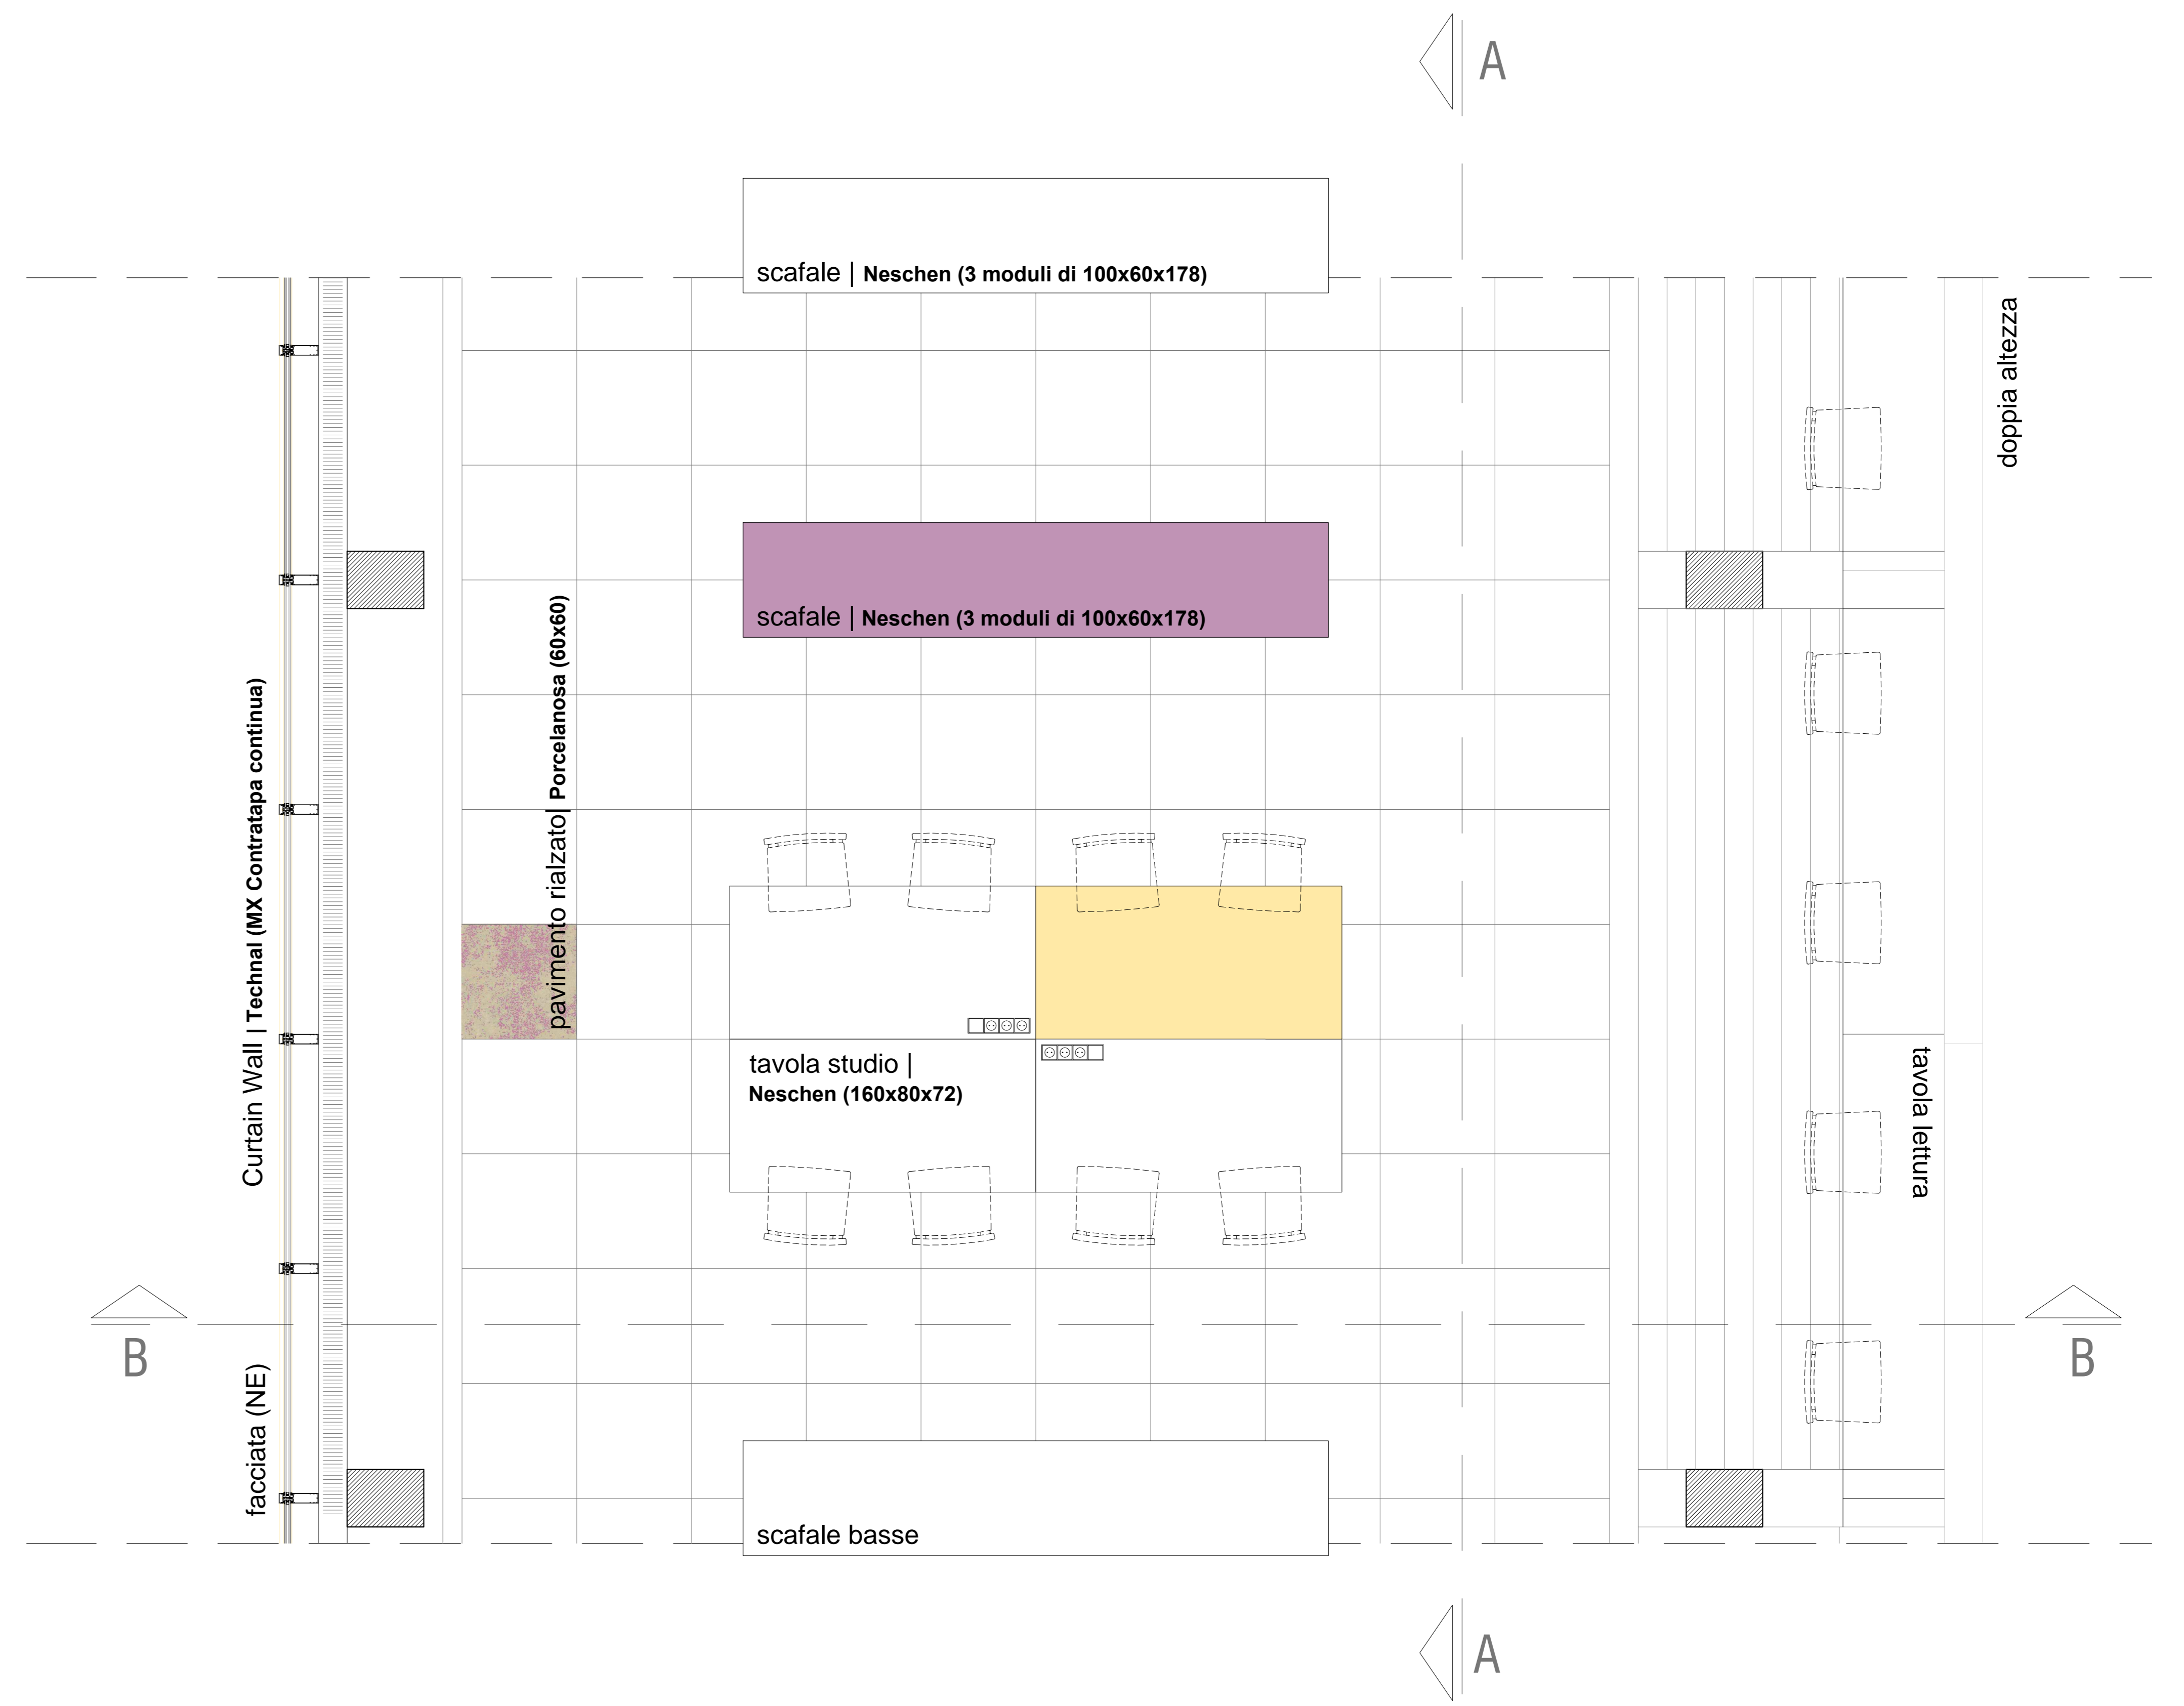 A
scafale | Neschen (3 moduli di 100x60x178)
doppia altezza
scafale | Neschen (3 moduli di 100x60x178)
pavimento rialzato| Porcelanosa (60x60)
Curtain Wall | Technal (MX Contratapa continua)
tavola studio |
Neschen (160x80x72)
tavola lettura
B
B
facciata (NE)
scafale basse
A